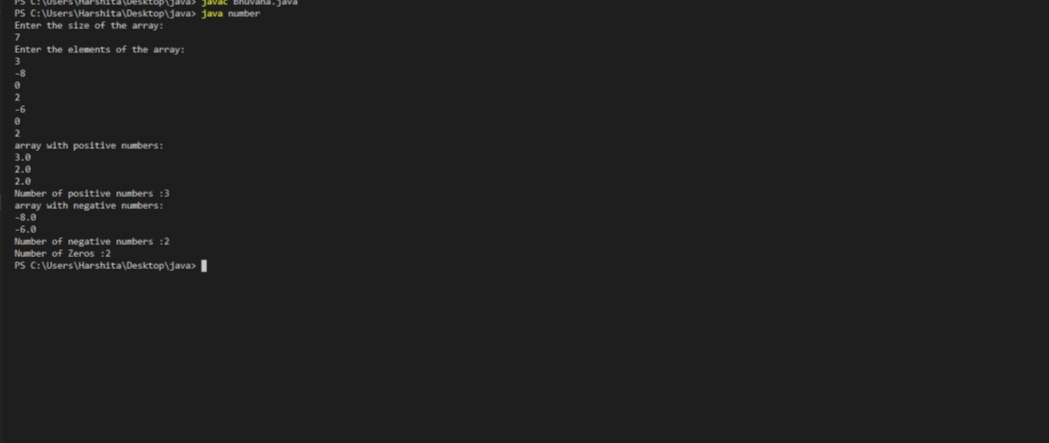 PS C:\Users\Harshita\Desktop\java> javac Bhuvana.java
PS C:\Users\Harshita\Desktop\java> java number
Enter the size of the array:
7
Enter the elements of the array:
3
-8
0
2
-6
0
2
array with positive numbers:
3.0
2.0
2.0
Number of positive numbers :3
array with negative numbers:
-8.0
-6.0
Number of negative numbers :2
Number of Zeros :2
PS C:\Users\Harshita\Desktop\java>